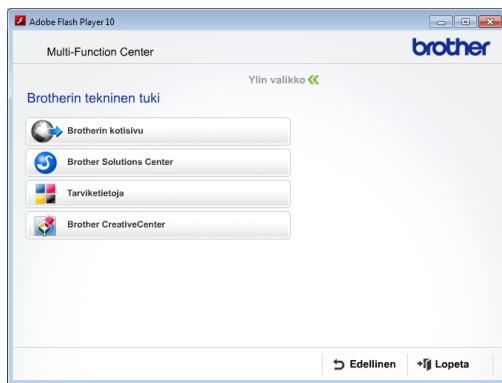 Adobe Flash Player 10
Multi-Function Center
brother
Ylin valikko
Brotherin tekninen tuki
Brotherin kotisivu
Brother Solutions Center
Tarviketietoja
Brother CreativeCenter
Edellinen
Lopeta